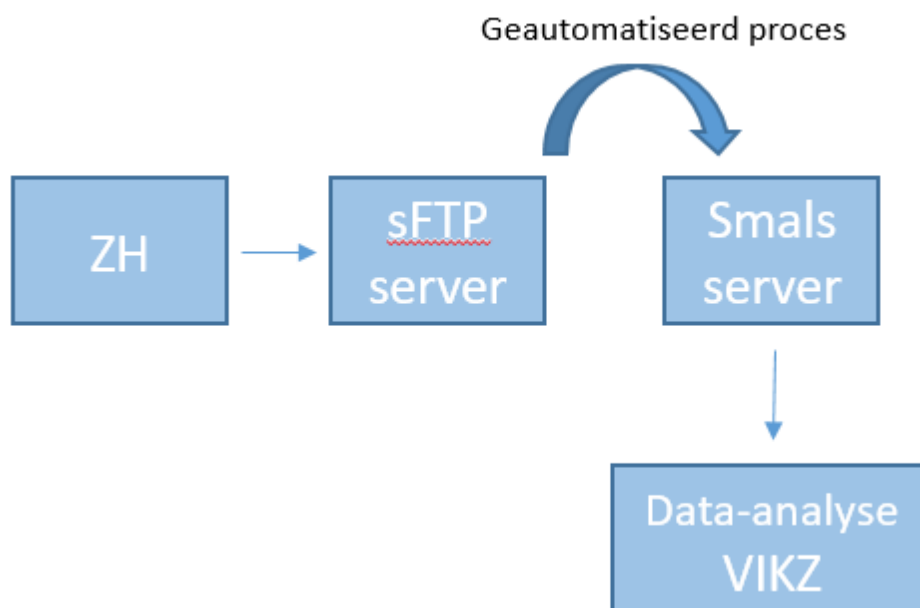 Geautomatiseerd proces
ZH
sFTP
server
Smals
server
Data-analyse
VIKZ